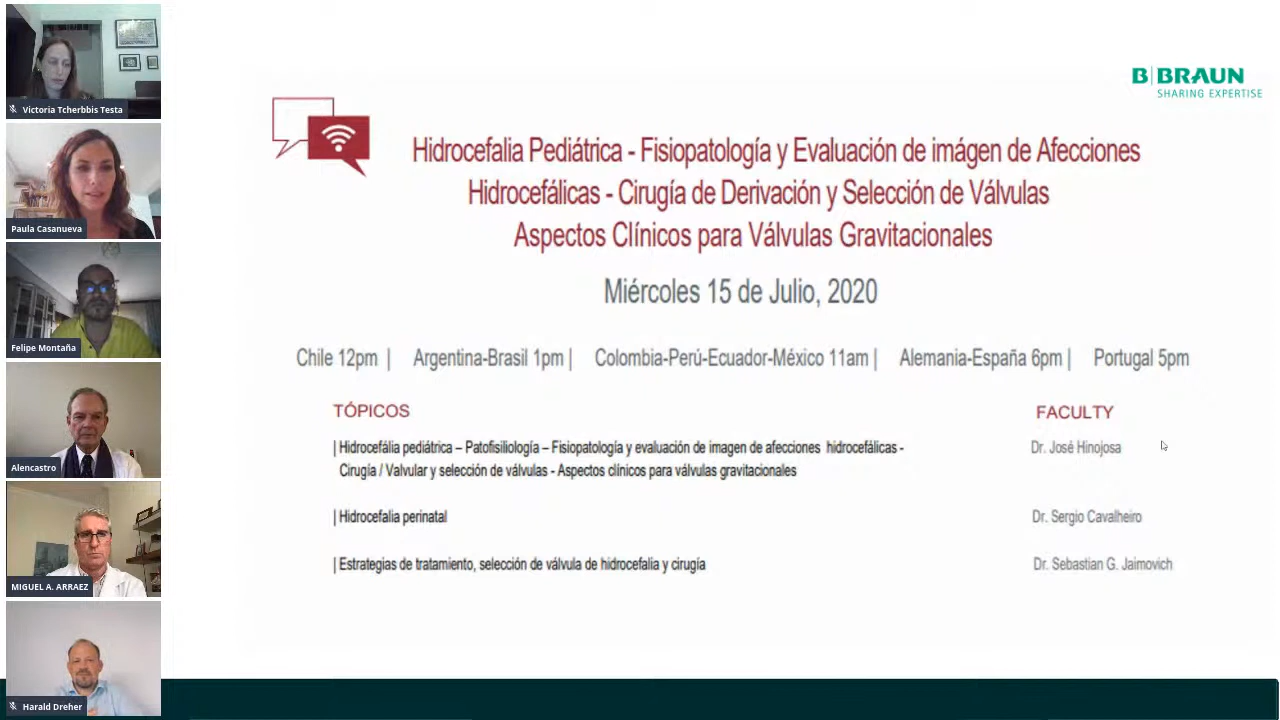 Victoria Tcherbbis Testa
Paula Casanueva
Felipe Montaña
Alencastro
MIGUEL A. ARRAEZ
Harald Dreher
B|BRAUN
SHARING EXPERTISE
Hidrocefalia Pediátrica - Fisiopatología y Evaluación de imágen de Afecciones
Hidrocefálicas - Cirugía de Derivación y Selección de Válvulas
Aspectos Clínicos para Válvulas Gravitacionales
Miércoles 15 de Julio, 2020
Chile 12pm | Argentina-Brasil 1pm | Colombia-Perú-Ecuador-México 11am | Alemania-España 6pm | Portugal 5pm
TÓPICOS
FACULTY
| Hidrocefália pediátrica – Patofisiliología – Fisiopatología y evaluación de imagen de afecciones hidrocefálicas -
Cirugía / Valvular y selección de válvulas - Aspectos clínicos para válvulas gravitacionales
Dr. José Hinojosa
| Hidrocefalia perinatal
Dr. Sergio Cavalheiro
| Estrategias de tratamiento, selección de válvula de hidrocefalia y cirugía
Dr. Sebastian G. Jaimovich